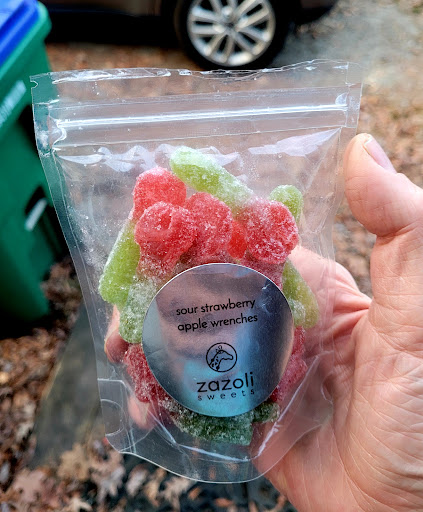 sour strawberry
apple wrenches
zazoli
sweets